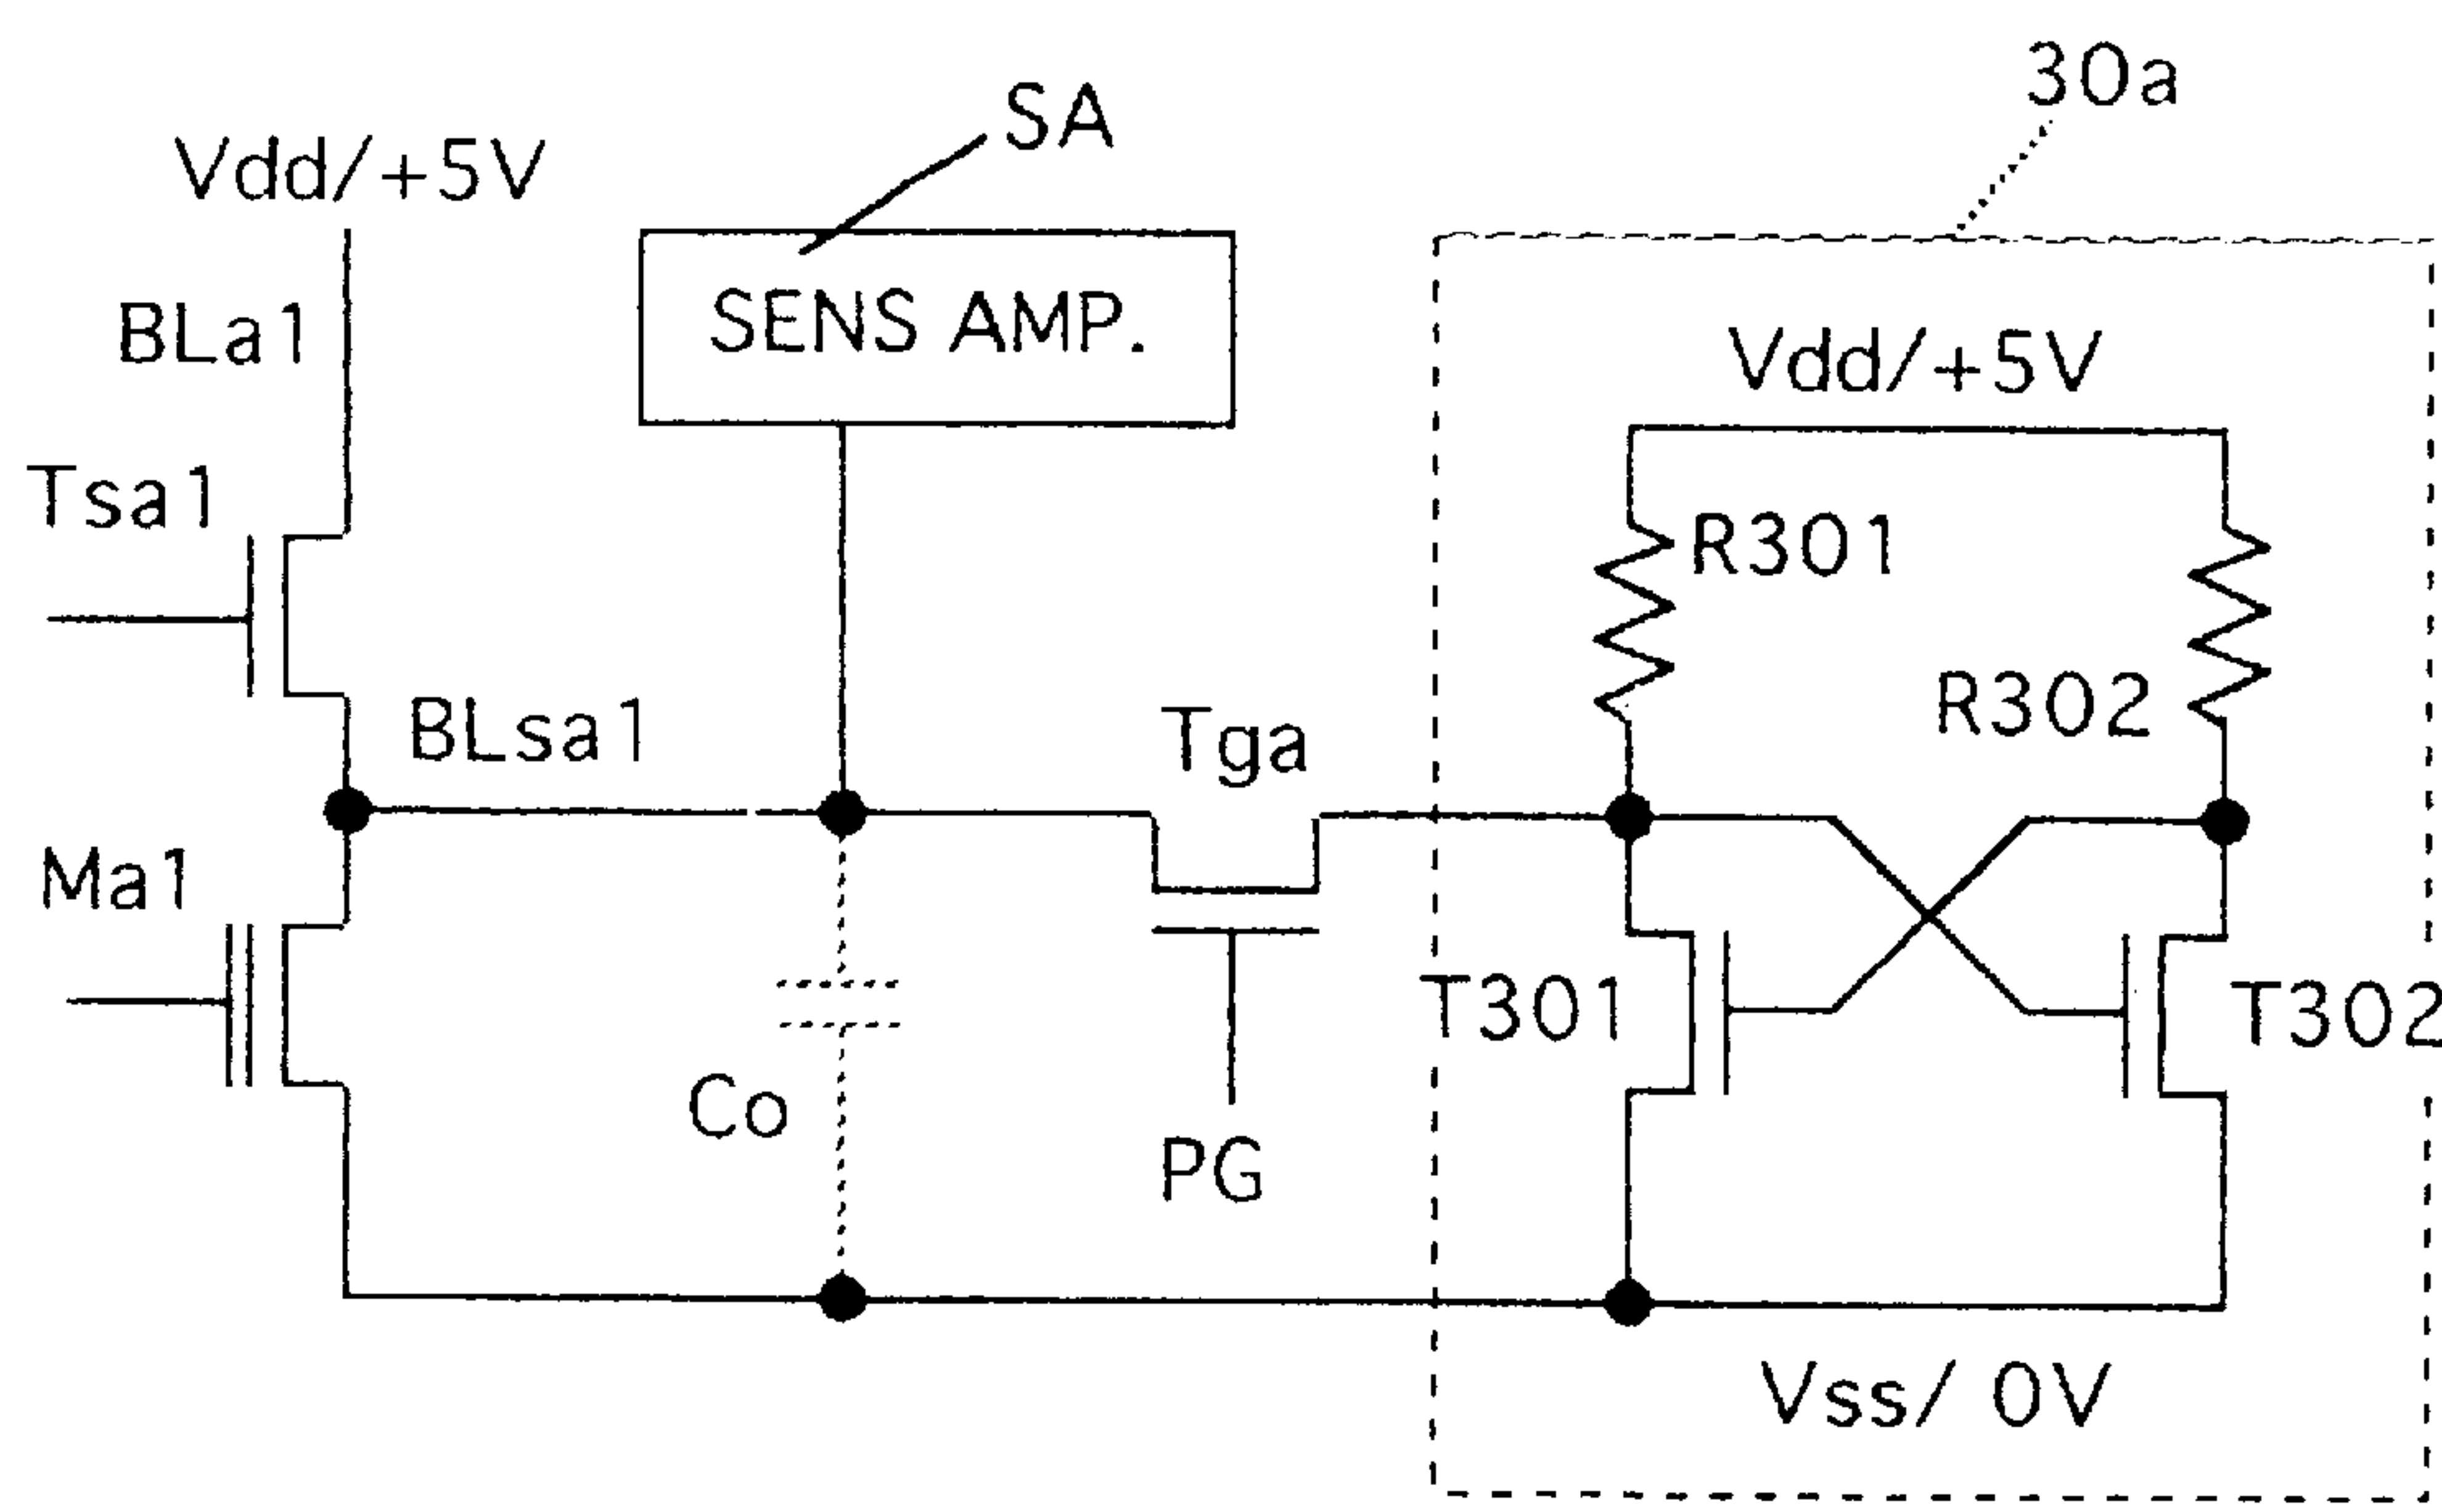 30a
SA
Vdd/+5V
BLa1
SENS AMP.
Vdd/+5V
Tsa1
R301
R302
BLsa1
Tga
Ma1
T301
T302
Co
PG
Vss/ 0V